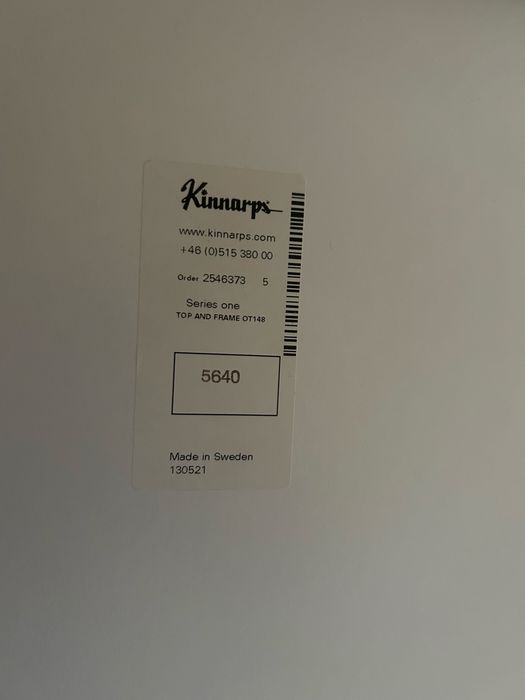 Kinnarps
www.kinnarps.com
+46 (0)515 380 00
Order 2546373 5
Series one
TOP AND FRAME OT148
5640
Made in Sweden
130521